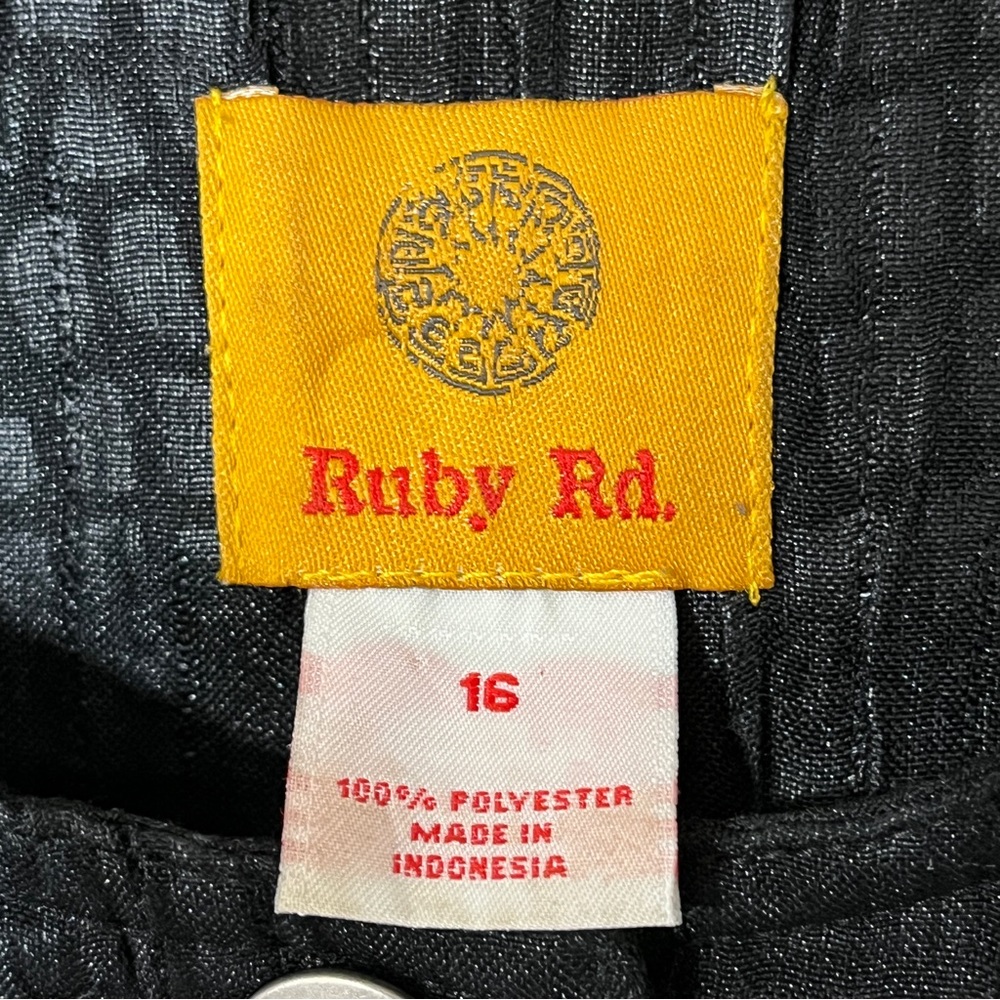 Ruby Rd.
16
100% POLYESTER
MADE IN
INDONESIA